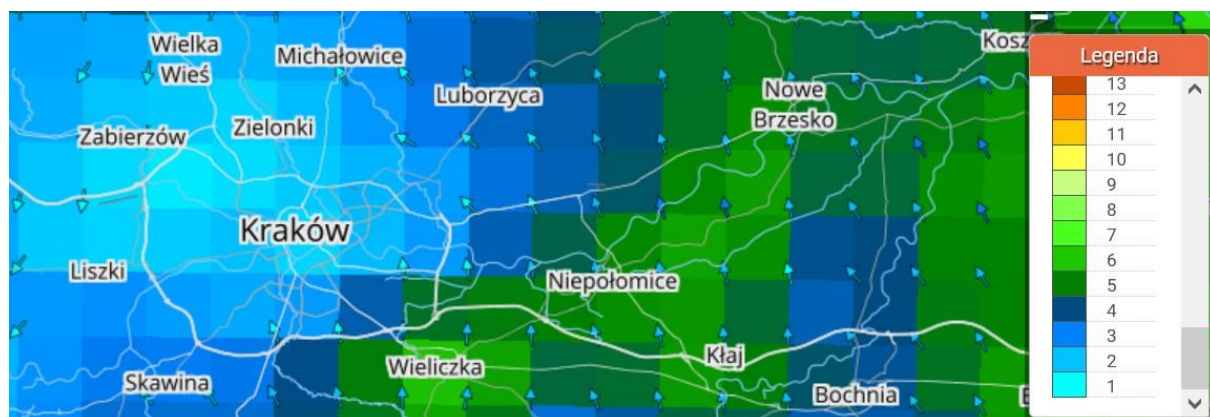 Wielka
Wieś
Michałowice
Kosz
Luborzyca
Nowe
Brzesko
Zabierzów
Zielonki
Kraków
Liszki
Niepołomice
Skawina
Wieliczka
Kłaj
Bochnia
Legenda
13
12
11
10
9
8
7
6
5
4
3
2
1